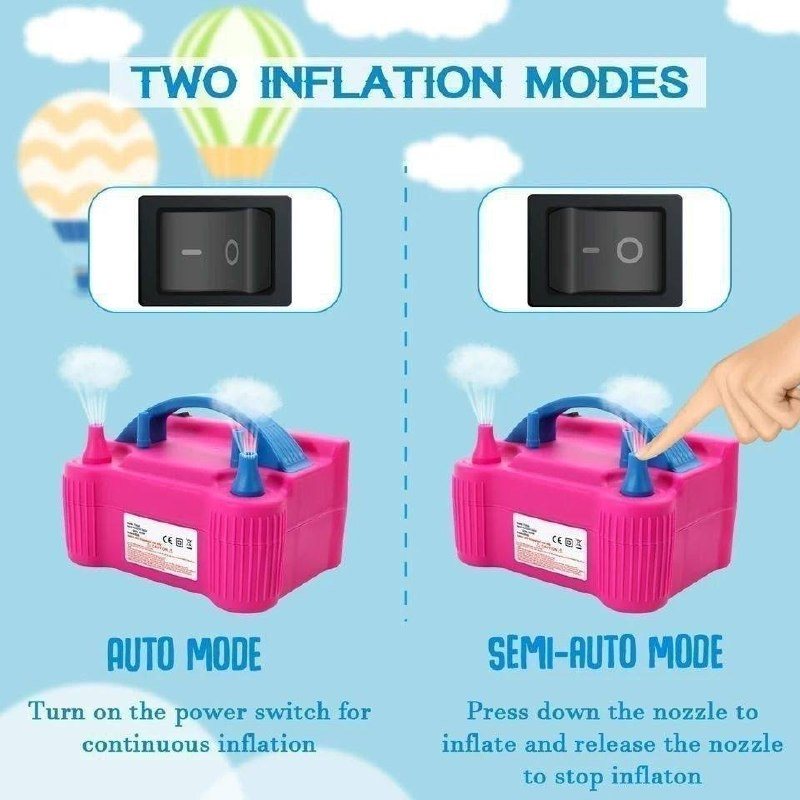 TWO INFLATION MODES
AUTO MODE
Turn on the power switch for
continuous inflation
SEMI-AUTO MODE
Press down the nozzle to
inflate and release the nozzle
to stop inflaton